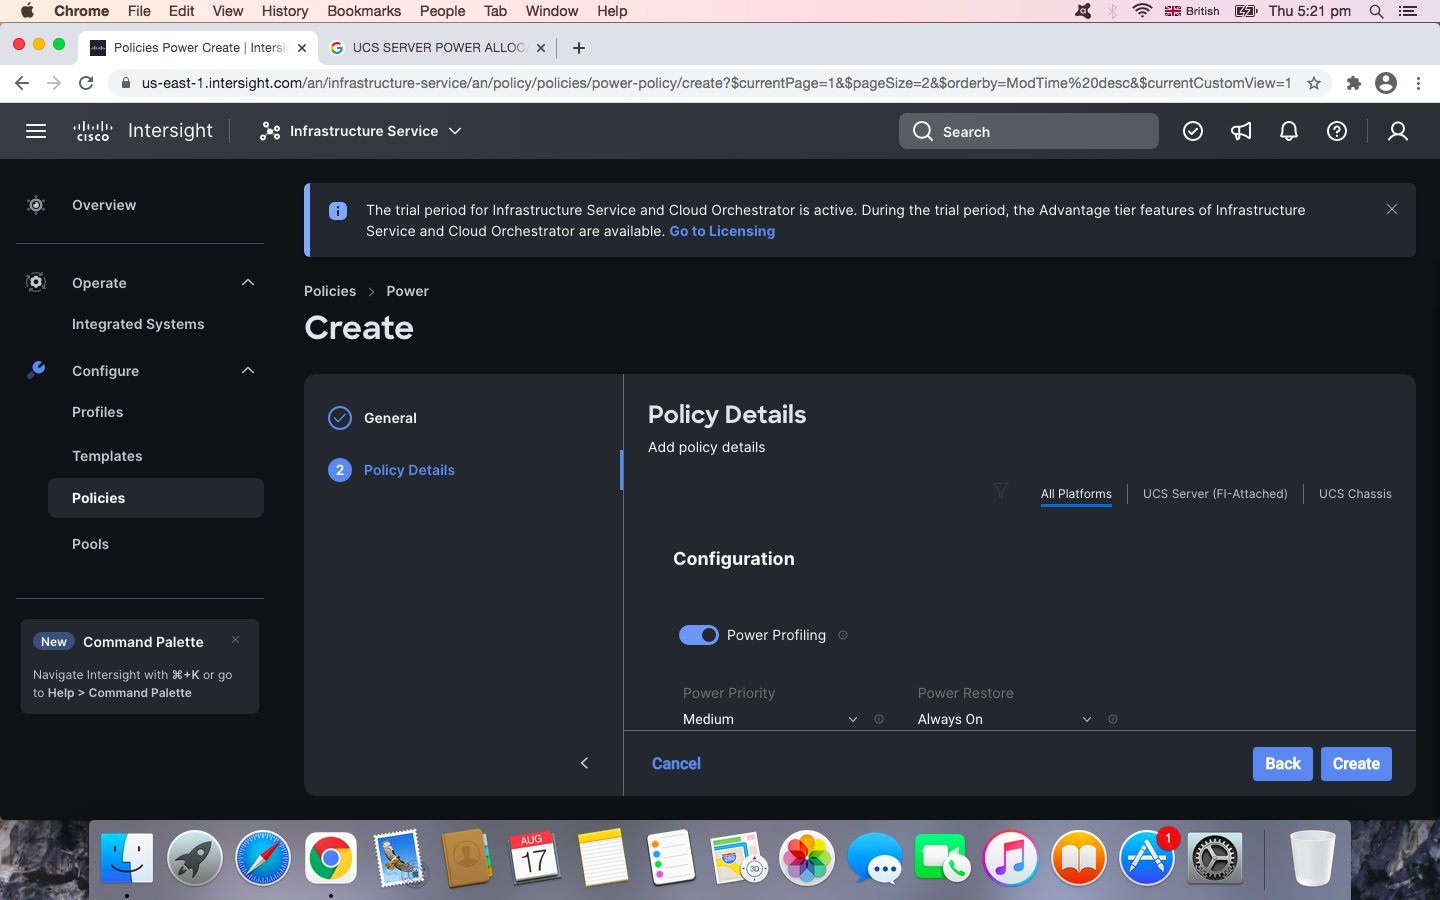 Chrome File Edit View History Bookmarks People Tab Window Help British Thu 5:21 pm
Policies Power Create | Intersi UCS SERVER POWER ALLOC
us-east-1.intersight.com/an/infrastructure-service/an/policy/policies/power-policy/create?$currentPage=1&$pageSize=2&$orderby=ModTime%20desc&$currentCustomView=1
CISCO Intersight Infrastructure Service Search
Overview
Operate
Integrated Systems
Configure
Profiles
Templates
Policies
Pools
New Command Palette
Navigate Intersight with ⌘+K or go
to Help > Command Palette
The trial period for Infrastructure Service and Cloud Orchestrator is active. During the trial period, the Advantage tier features of Infrastructure
Service and Cloud Orchestrator are available. Go to Licensing
Policies > Power
Create
General
2 Policy Details
Policy Details
Add policy details
All Platforms UCS Server (FI-Attached) UCS Chassis
Configuration
Power Profiling
Power Priority Power Restore
Medium Always On
Cancel Back Create
AUG
17
280
3D
1